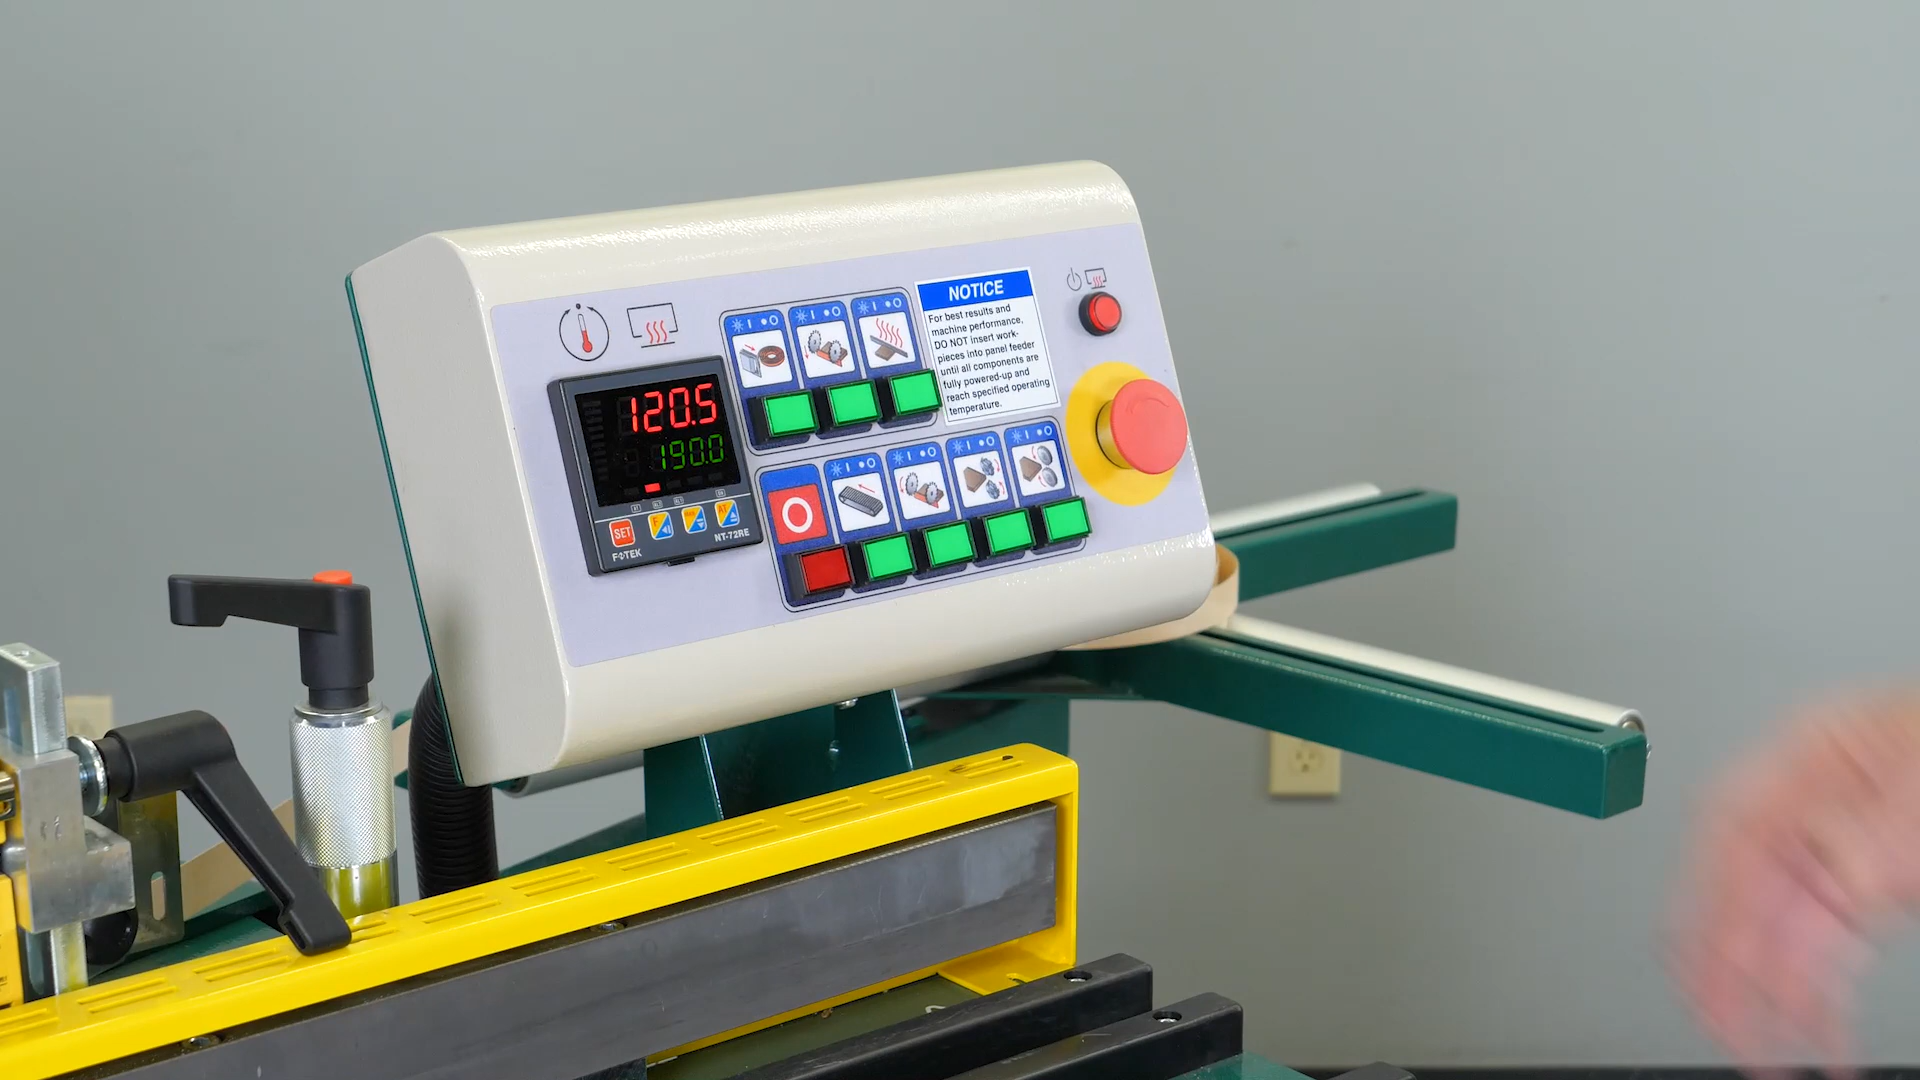 120.5
190.0
SET
AT
FOTEK
NT-72RE
NOTICE
For best results and
machine performance,
DO NOT insert work-
pieces into panel feeder
until all components are
fully powered-up and
reach specified operating
temperature.